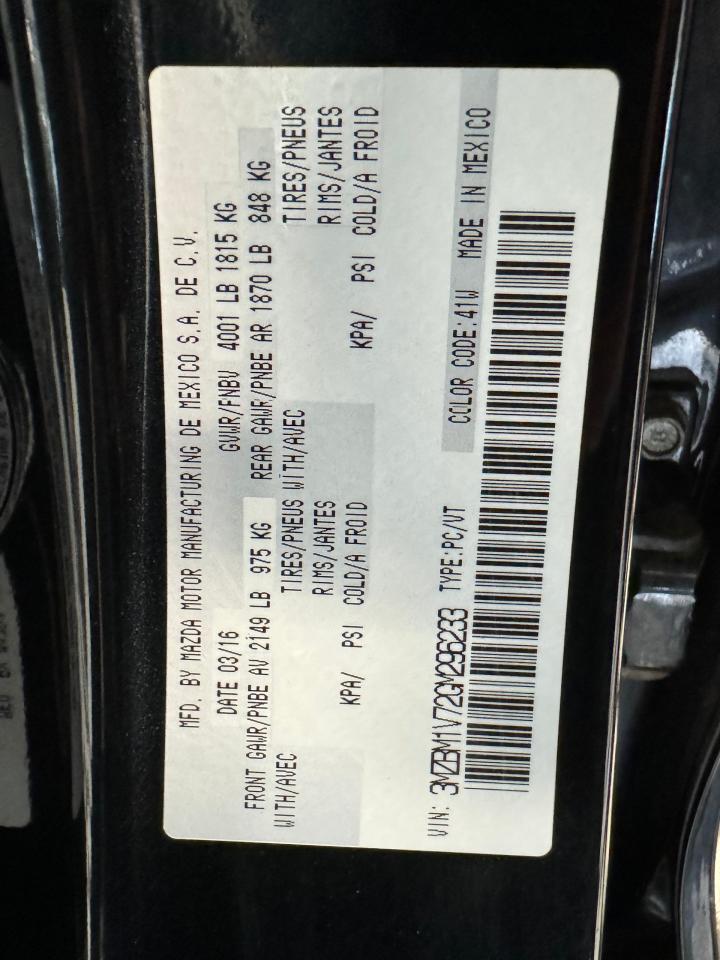 MFD. BY MAZDA MOTOR MANUFACTURING DE MEXICO S.A. DE C.V.
DATE 03/16 GVWR/FNBV 4001 LB 1815 KG
FRONT GAWR/PNBE AV 2149 LB 975 KG REAR GAWR/PNBE AR 1870 LB 848 KG
WITH/AVEC TIRES/PNEUS WITH/AVEC TIRES/PNEUS
RIMS/JANTES RIMS/JANTES
KPA/ PSI COLD/A FROID KPA/ PSI COLD/A FROID
VIN: 3MZBM1V72GM296233 TYPE:PC/VT COLOR CODE:41W MADE IN MEXICO